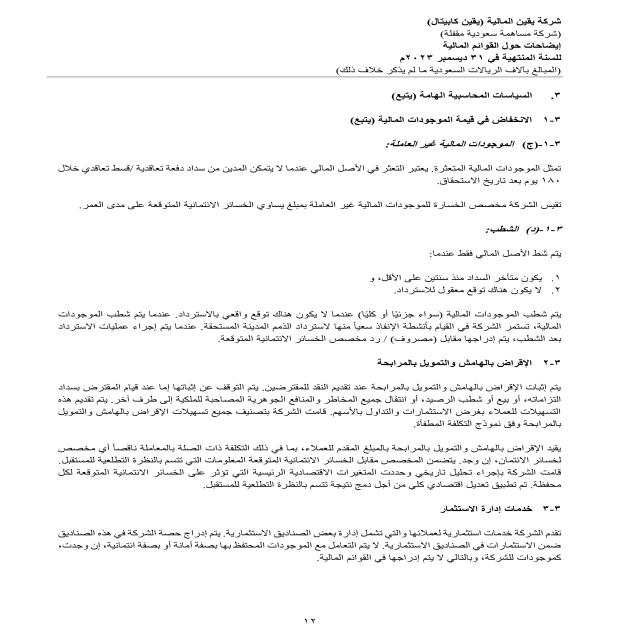 شركة يقين المالية (يقين كابيتال)
(شركة مساهمة سعودية مقفلة)
إيضاحات حول القوائم المالية
للسنة المنتهية في ٣١ ديسمبر ٢٠٢٣م
(المبالغ بآلاف الريالات السعودية ما لم يذكر خلاف ذلك)
٣. السياسات المحاسبية الهامة (يتبع)
٣-١ الانخفاض في قيمة الموجودات المالية (يتبع)
٣-١-(ج) الموجودات المالية غير العاملة:
تمثل الموجودات المالية المتعثرة. يعتبر التعثر في الأصل المالي عندما لا يتمكن المدين من سداد دفعة تعاقدية /قسط تعاقدي خلال
١٨٠ يوم بعد تاريخ الاستحقاق.
تقيس الشركة مخصص الخسارة للموجودات المالية غير العاملة بمبلغ يساوي الخسائر الائتمانية المتوقعة على مدى العمر.
٣-١-(د) الشطب:
يتم شط الأصل المالي فقط عندما:
١. يكون متأخر السداد منذ سنتين على الأقل، و
٢. لا يكون هناك توقع معقول للاسترداد.
يتم شطب الموجودات المالية (سواء جزئيًا أو كليًا) عندما لا يكون هناك توقع واقعي بالاسترداد. عندما يتم شطب الموجودات
المالية، تستمر الشركة في القيام بأنشطة الإنفاذ سعياً منها لاسترداد الذمم المدينة المستحقة. عندما يتم إجراء عمليات الاسترداد
بعد الشطب، يتم إدراجها مقابل (مصروف) / رد مخصص الخسائر الائتمانية المتوقعة.
٣-٢ الإقراض بالهامش والتمويل بالمرابحة
يتم إثبات الإقراض بالهامش والتمويل بالمرابحة عند تقديم النقد للمقترضين. يتم التوقف عن إثباتها إما عند قيام المقترض بسداد
التزاماته، أو بيع أو شطب الرصيد، أو انتقال جميع المخاطر والمنافع الجوهرية المصاحبة للملكية إلى طرف آخر. يتم تقديم هذه
التسهيلات للعملاء بغرض الاستثمارات والتداول بالأسهم. قامت الشركة بتصنيف جميع تسهيلات الإقراض بالهامش والتمويل
بالمرابحة وفق نموذج التكلفة المطفأة.
يقيد الإقراض بالهامش والتمويل بالمرابحة بالمبلغ المقدم للعملاء، بما في ذلك التكلفة ذات الصلة بالمعاملة ناقصاً أي مخصص
لخسائر الائتمان، إن وجد. يتضمن المخصص مقابل الخسائر الائتمانية المتوقعة المعلومات التي تتسم بالنظرة التطلعية للمستقبل.
قامت الشركة بإجراء تحليل تاريخي وحددت المتغيرات الاقتصادية الرئيسية التي تؤثر على الخسائر الائتمانية المتوقعة لكل
محفظة. تم تطبيق تعديل اقتصادي كلي من أجل دمج نتيجة تتسم بالنظرة التطلعية للمستقبل.
٣-٣ خدمات إدارة الاستثمار
تقدم الشركة خدمات استثمارية لعملائها والتي تشمل إدارة بعض الصناديق الاستثمارية. يتم إدراج حصة الشركة في هذه الصناديق
ضمن الاستثمارات في الصناديق الاستثمارية. لا يتم التعامل مع الموجودات المحتفظ بها بصفة أمانة أو بصفة ائتمانية، إن وجدت،
كموجودات للشركة، وبالتالي لا يتم إدراجها في القوائم المالية.
١٢